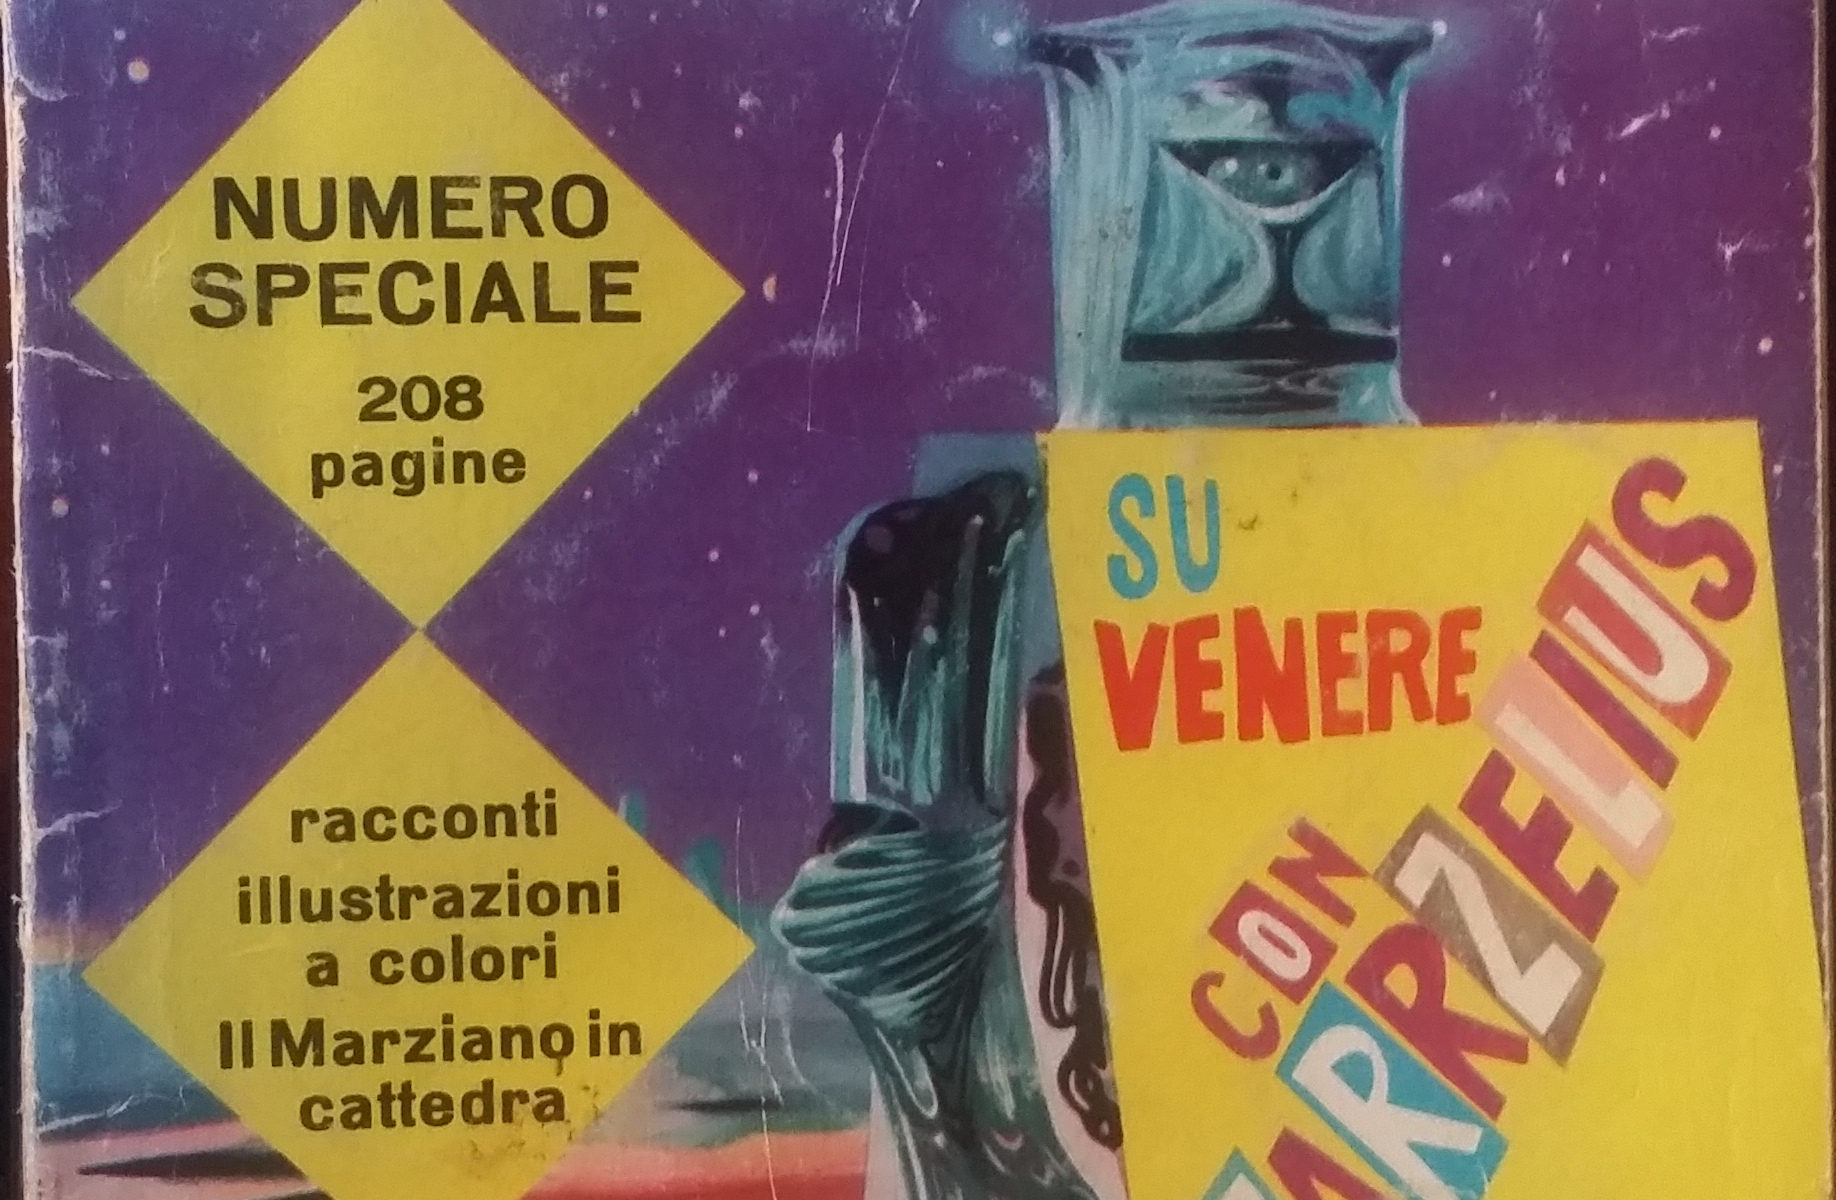 NUMERO
SPECIALE
208
pagine
racconti
illustrazioni
a colori
Il Marziano in
cattedra
SU
VENERE
CON